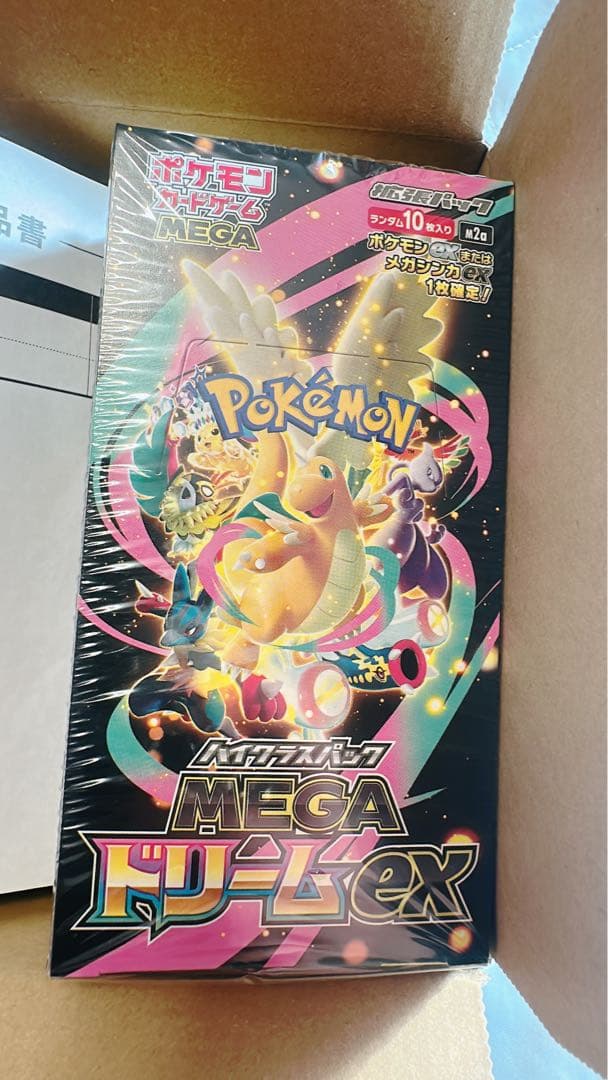 品書
ポケモン
カードゲーム
MEGA
拡張パック
ランダム10枚入り
M2a
ポケモンexまたは
メガシンカex
1枚確定！
POKéMON
ハイクラスパック
MEGA
ドリームex